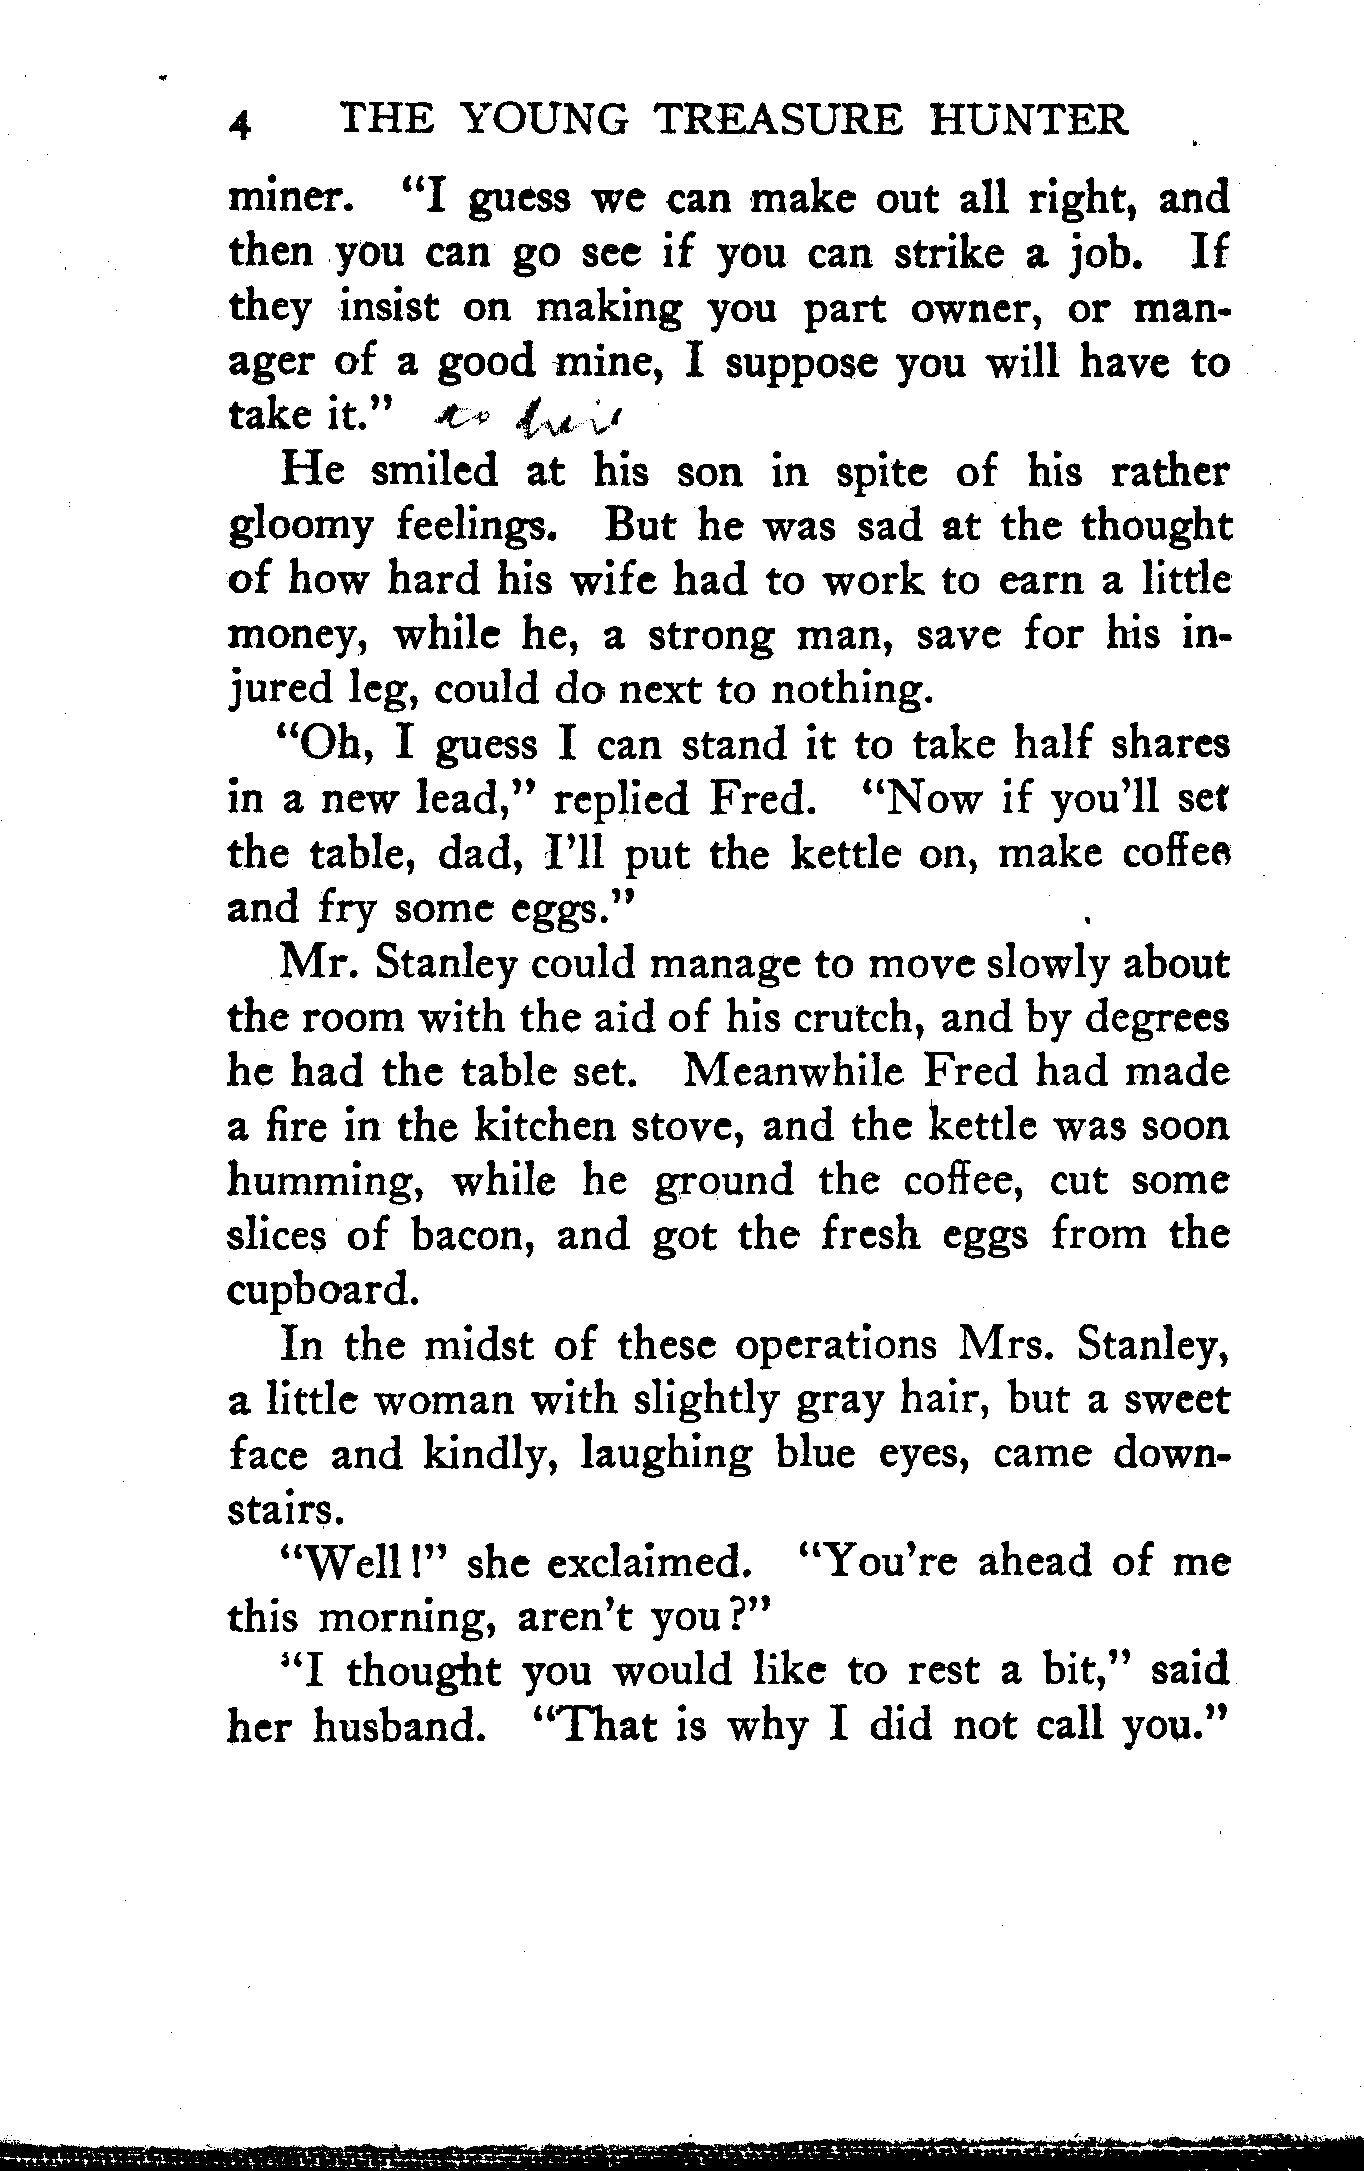 4 THE YOUNG TREASURE HUNTER
miner. "I guess we can make out all right, and
then you can go see if you can strike a job. If
they insist on making you part owner, or man-
ager of a good mine, I suppose you will have to
take it."
He smiled at his son in spite of his rather
gloomy feelings. But he was sad at the thought
of how hard his wife had to work to earn a little
money, while he, a strong man, save for his in-
jured leg, could do next to nothing.
"Oh, I guess I can stand it to take half shares
in a new lead," replied Fred. "Now if you'll set
the table, dad, I'll put the kettle on, make coffee
and fry some eggs."
Mr. Stanley could manage to move slowly about
the room with the aid of his crutch, and by degrees
he had the table set. Meanwhile Fred had made
a fire in the kitchen stove, and the kettle was soon
humming, while he ground the coffee, cut some
slices of bacon, and got the fresh eggs from the
cupboard.
In the midst of these operations Mrs. Stanley,
a little woman with slightly gray hair, but a sweet
face and kindly, laughing blue eyes, came down-
stairs.
"Well!" she exclaimed. "You're ahead of me
this morning, aren't you?"
"I thought you would like to rest a bit," said
her husband. "That is why I did not call you."